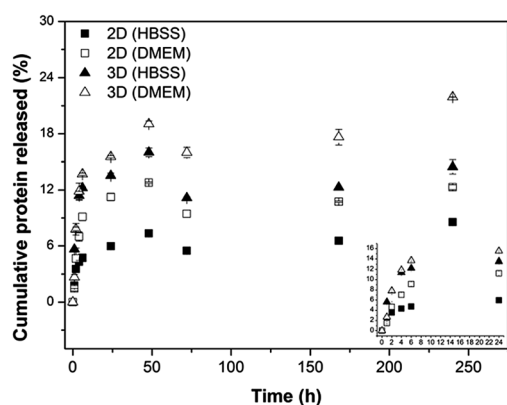 Cumulative protein released (%)
30
24
18
12
6
0
2D (HBSS)
2D (DMEM)
3D (HBSS)
3D (DMEM)
16
14
12
10
8
6
4
2
0
0 2 4 6 8 10 12 14 16 18 20 22 24
0 50 100 150 200 250
Time (h)